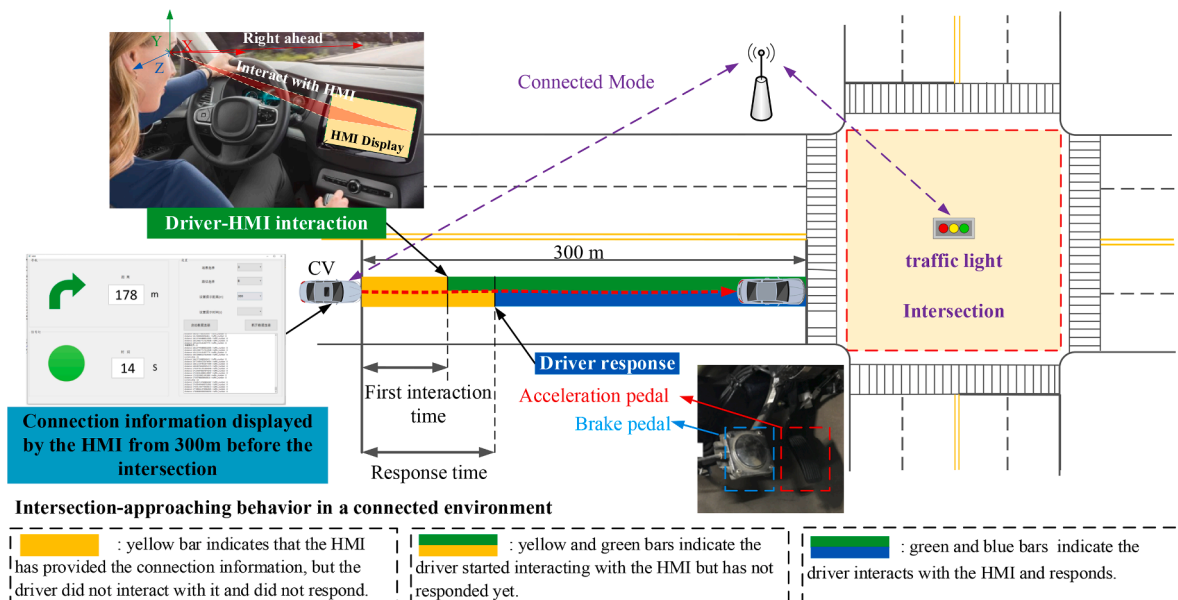 Y
X
Z
Right ahead
Interact with HMI
HMI Display
Driver-HMI interaction
Connected Mode
300 m
CV
178
m
14
S
traffic light
Intersection
Driver response
First interaction
time
Acceleration pedal
Brake pedal
Response time
Connection information displayed
by the HMI from 300m before the
intersection
Intersection-approaching behavior in a connected environment
: yellow bar indicates that the HMI
has provided the connection information, but the
driver did not interact with it and did not respond.
: yellow and green bars indicate the
driver started interacting with the HMI but has not
responded yet.
: green and blue bars indicate the
driver interacts with the HMI and responds.